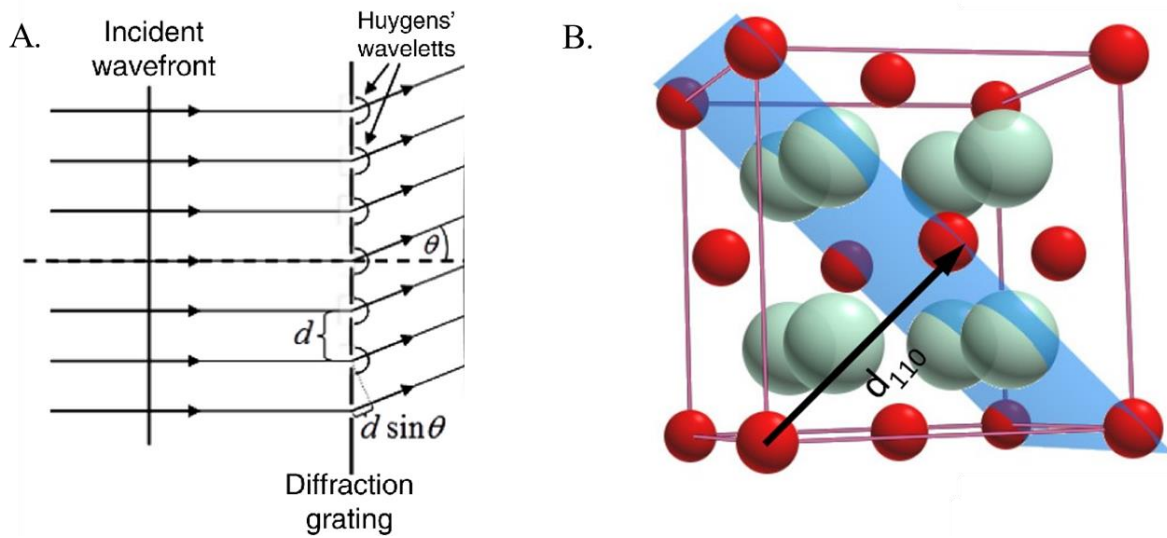 A.
Incident
wavefront
Huygens'
waveletts
θ
d
d sinθ
Diffraction
grating
B.
d110